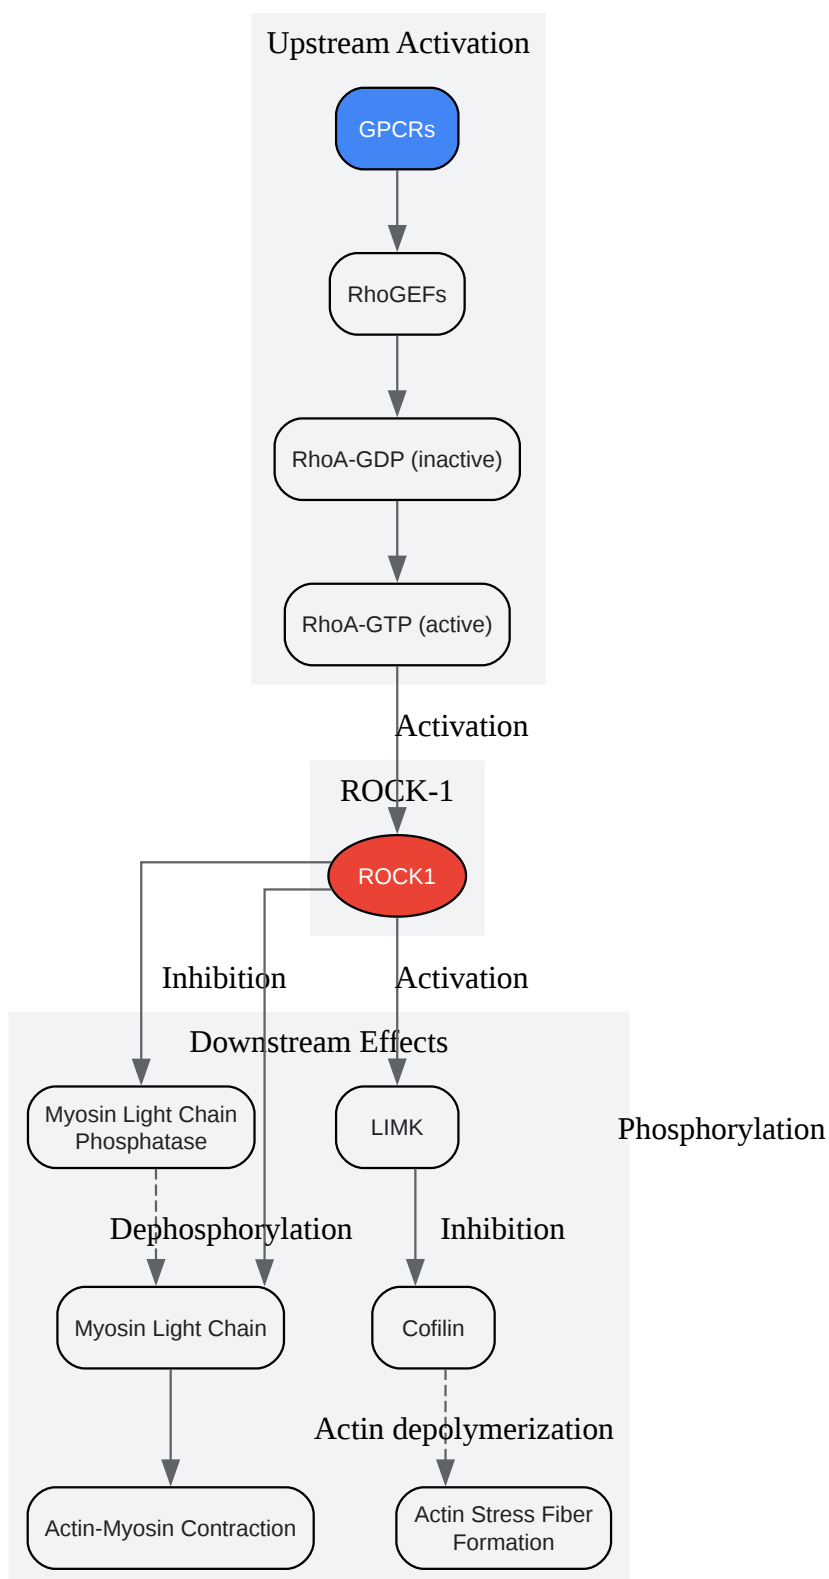 Upstream Activation
GPCRs
RhoGEFs
RhoA-GDP (inactive)
RhoA-GTP (active)
Activation
ROCK-1
ROCK1
Inhibition
Activation
Downstream Effects
Myosin Light Chain
Phosphatase
LIMK
Phosphorylation
Dephosphorylation
Inhibition
Myosin Light Chain
Cofilin
Actin depolymerization
Actin-Myosin Contraction
Actin Stress Fiber
Formation